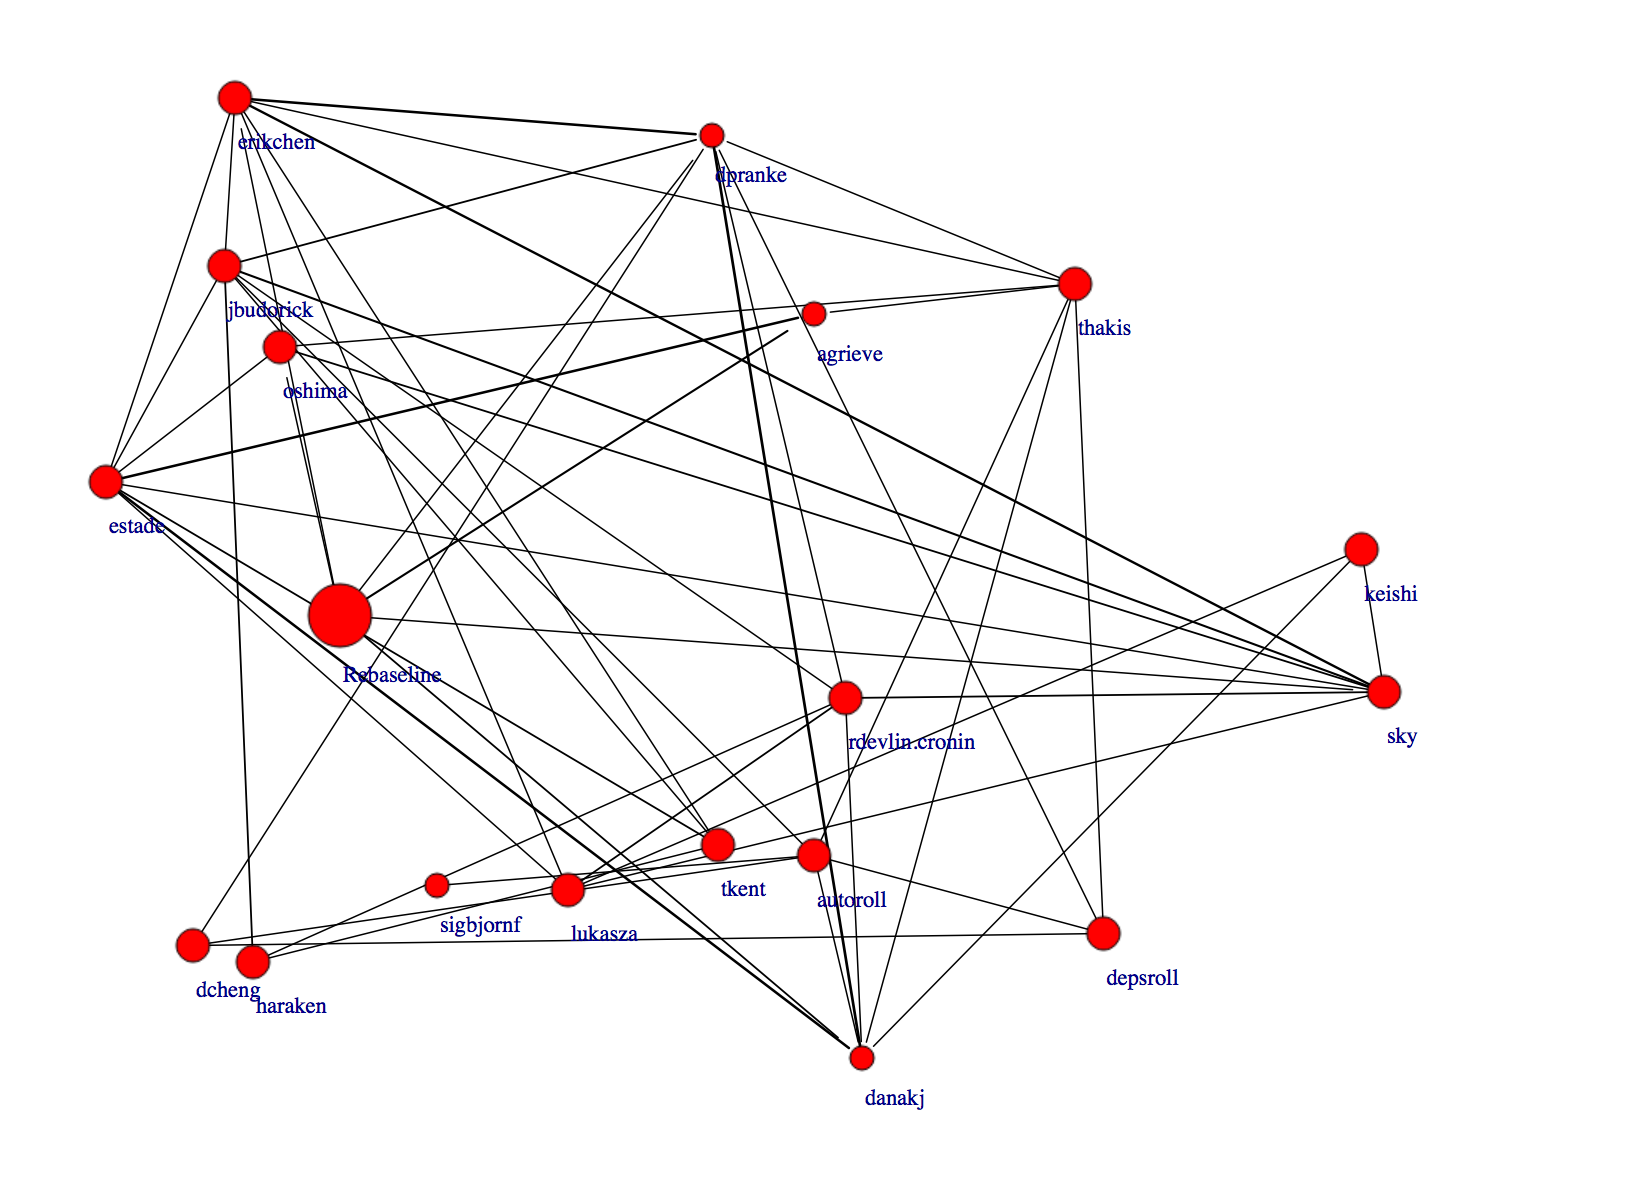 erikchen
dpranke
jbudorick
thakis
agrieve
oshima
estade
keishi
Rebaseline
sky
rdevlin.cronin
tkent
autoroll
sigbjornf
lukasza
depsroll
dcheng
haraken
danakj